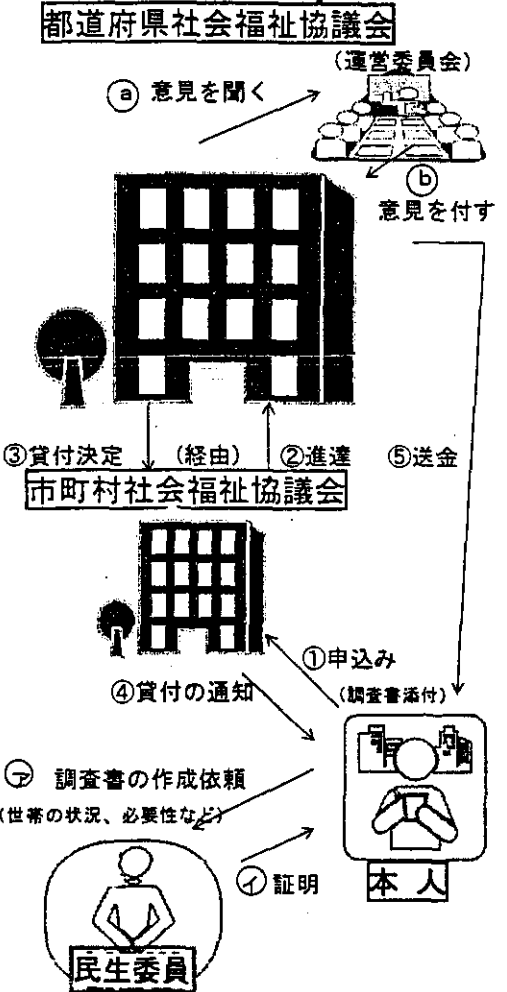 都道府県社会福祉協議会
(運営委員会)
ⓐ 意見を聞く
ⓑ
意見を付す
③貸付決定 (経由) ②進達 ⑤送金
市町村社会福祉協議会
①申込み
(調査書添付)
④貸付の通知
㋐ 調査書の作成依頼
(世帯の状況、必要性など)
㋑証明
本人
民生委員